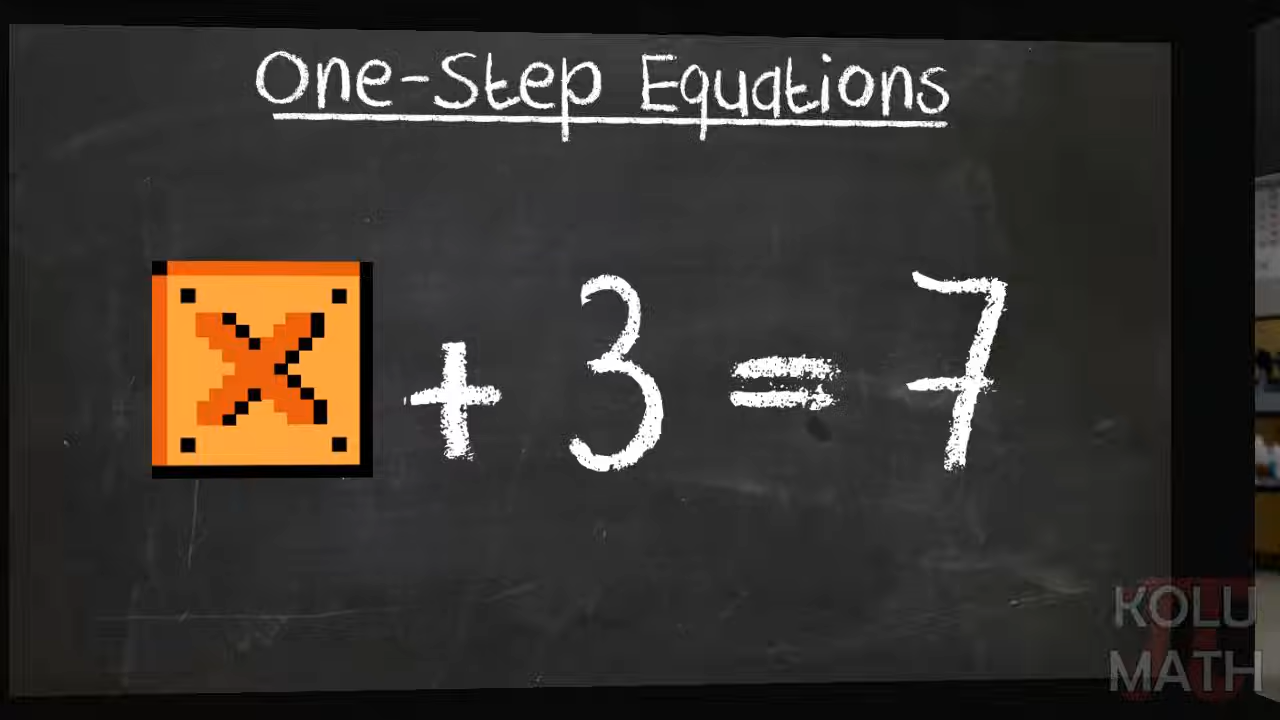 One-Step Equations
X + 3 = 7
KOLU
MATH